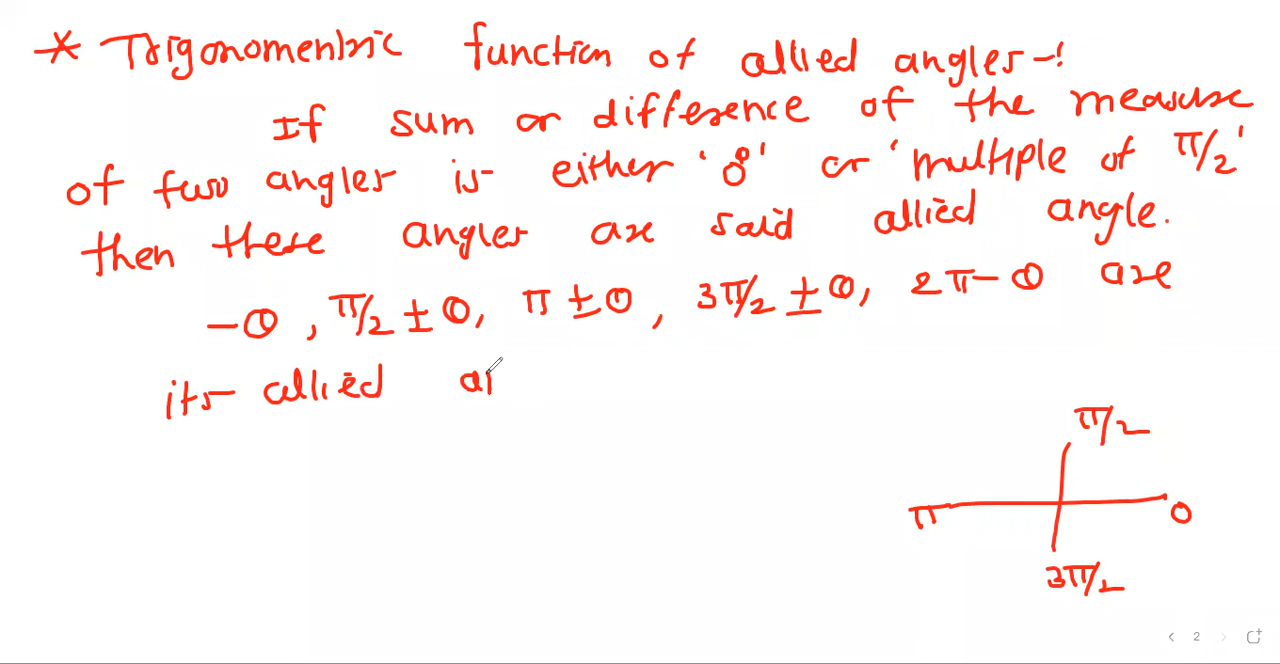 * Trigonomentric function of allied angles -:
If sum or difference of the measure
of two angles is either '0' or 'multiple of π/2'
then these angles are said allied angle.
-θ, π/2 ± θ, π ± θ, 3π/2 ± θ, 2π - θ are
its allied an
π/2
π 0
3π/2
2